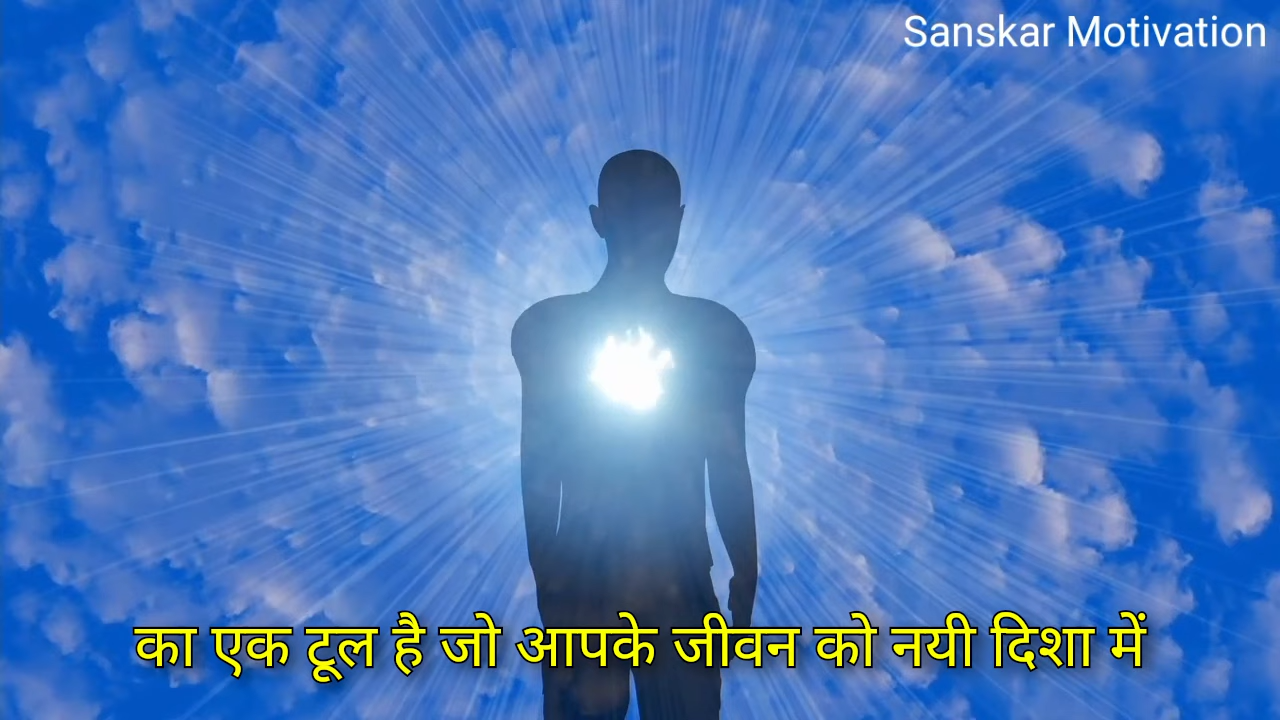 Sanskar Motivation
का एक टूल है जो आपके जीवन को नयी दिशा में